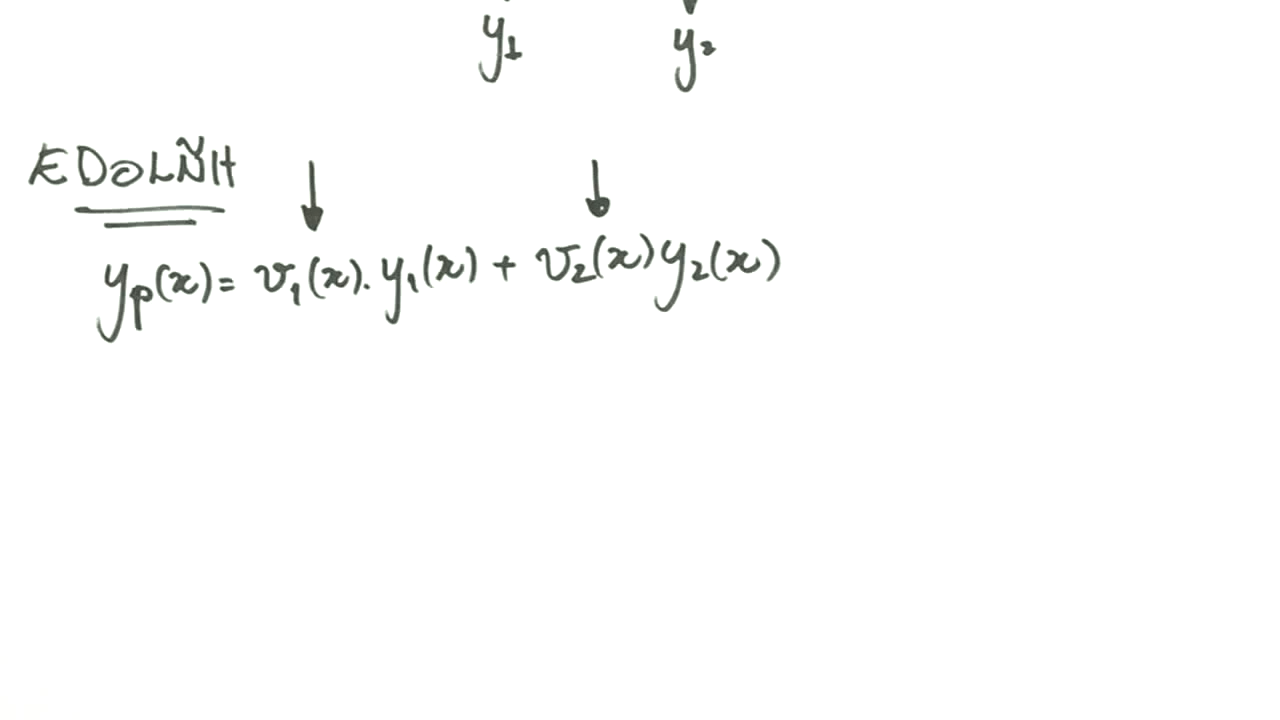 y₁ y₂
EDOLÑH
yₚ(x)= v₁(x). y₁(x) + v₂(x)y₂(x)